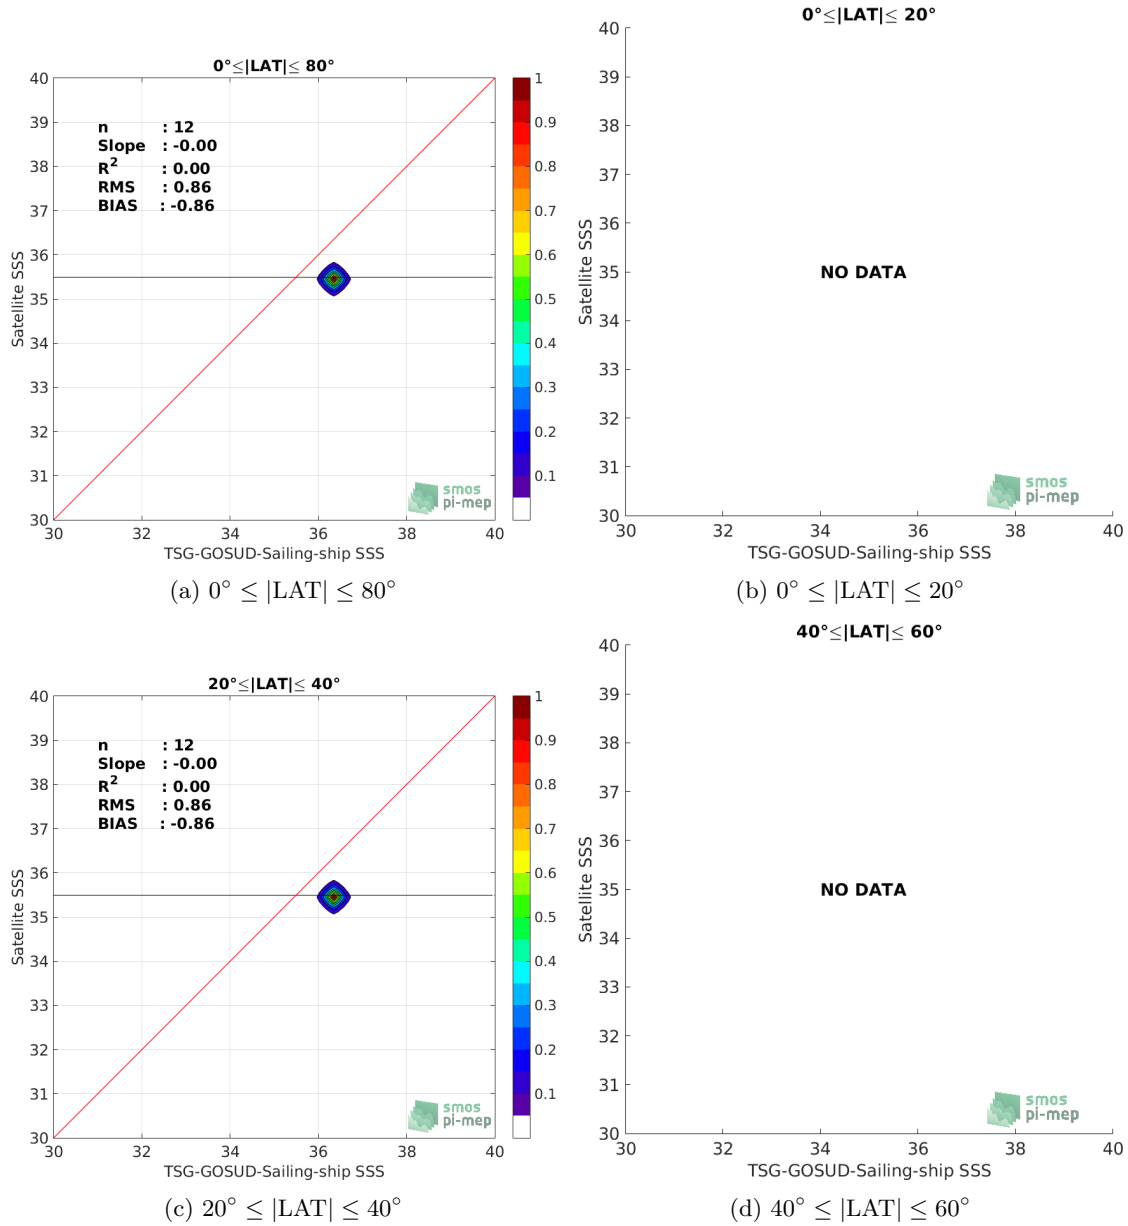 0°≤|LAT|≤ 80°
40
39
38
37
36
35
34
33
32
31
30
Satellite SSS
n : 12
Slope : -0.00
R² : 0.00
RMS : 0.86
BIAS : -0.86
1
0.9
0.8
0.7
0.6
0.5
0.4
0.3
0.2
0.1
smos
pi-mep
30 32 34 36 38 40
TSG-GOSUD-Sailing-ship SSS
(a) 0° ≤ |LAT| ≤ 80°
0°≤|LAT|≤ 20°
40
39
38
37
36
35
34
33
32
31
30
Satellite SSS
NO DATA
smos
pi-mep
30 32 34 36 38 40
TSG-GOSUD-Sailing-ship SSS
(b) 0° ≤ |LAT| ≤ 20°
20°≤|LAT|≤ 40°
40
39
38
37
36
35
34
33
32
31
30
Satellite SSS
n : 12
Slope : -0.00
R² : 0.00
RMS : 0.86
BIAS : -0.86
1
0.9
0.8
0.7
0.6
0.5
0.4
0.3
0.2
0.1
smos
pi-mep
30 32 34 36 38 40
TSG-GOSUD-Sailing-ship SSS
(c) 20° ≤ |LAT| ≤ 40°
40°≤|LAT|≤ 60°
40
39
38
37
36
35
34
33
32
31
30
Satellite SSS
NO DATA
smos
pi-mep
30 32 34 36 38 40
TSG-GOSUD-Sailing-ship SSS
(d) 40° ≤ |LAT| ≤ 60°